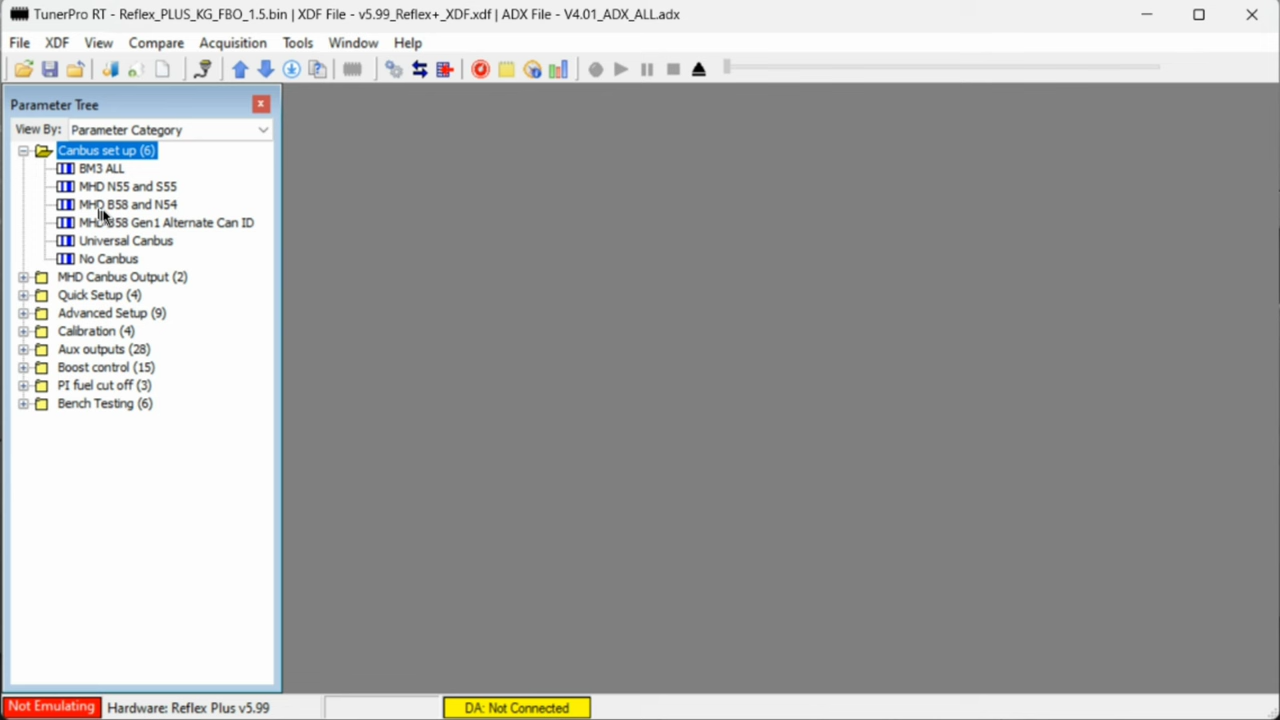 TunerPro RT - Reflex_PLUS_KG_FBO_1.5.bin | XDF File - v5.99_Reflex+_XDF.xdf | ADX File - V4.01_ADX_ALL.adx
File XDF View Compare Acquisition Tools Window Help
Parameter Tree
View By: Parameter Category
Canbus set up (6)
BM3 ALL
MHD N55 and S55
MHD B58 and N54
MHD B58 Gen1 Alternate Can ID
Universal Canbus
No Canbus
MHD Canbus Output (2)
Quick Setup (4)
Advanced Setup (9)
Calibration (4)
Aux outputs (28)
Boost control (15)
PI fuel cut off (3)
Bench Testing (6)
Not Emulating Hardware: Reflex Plus v5.99 DA: Not Connected